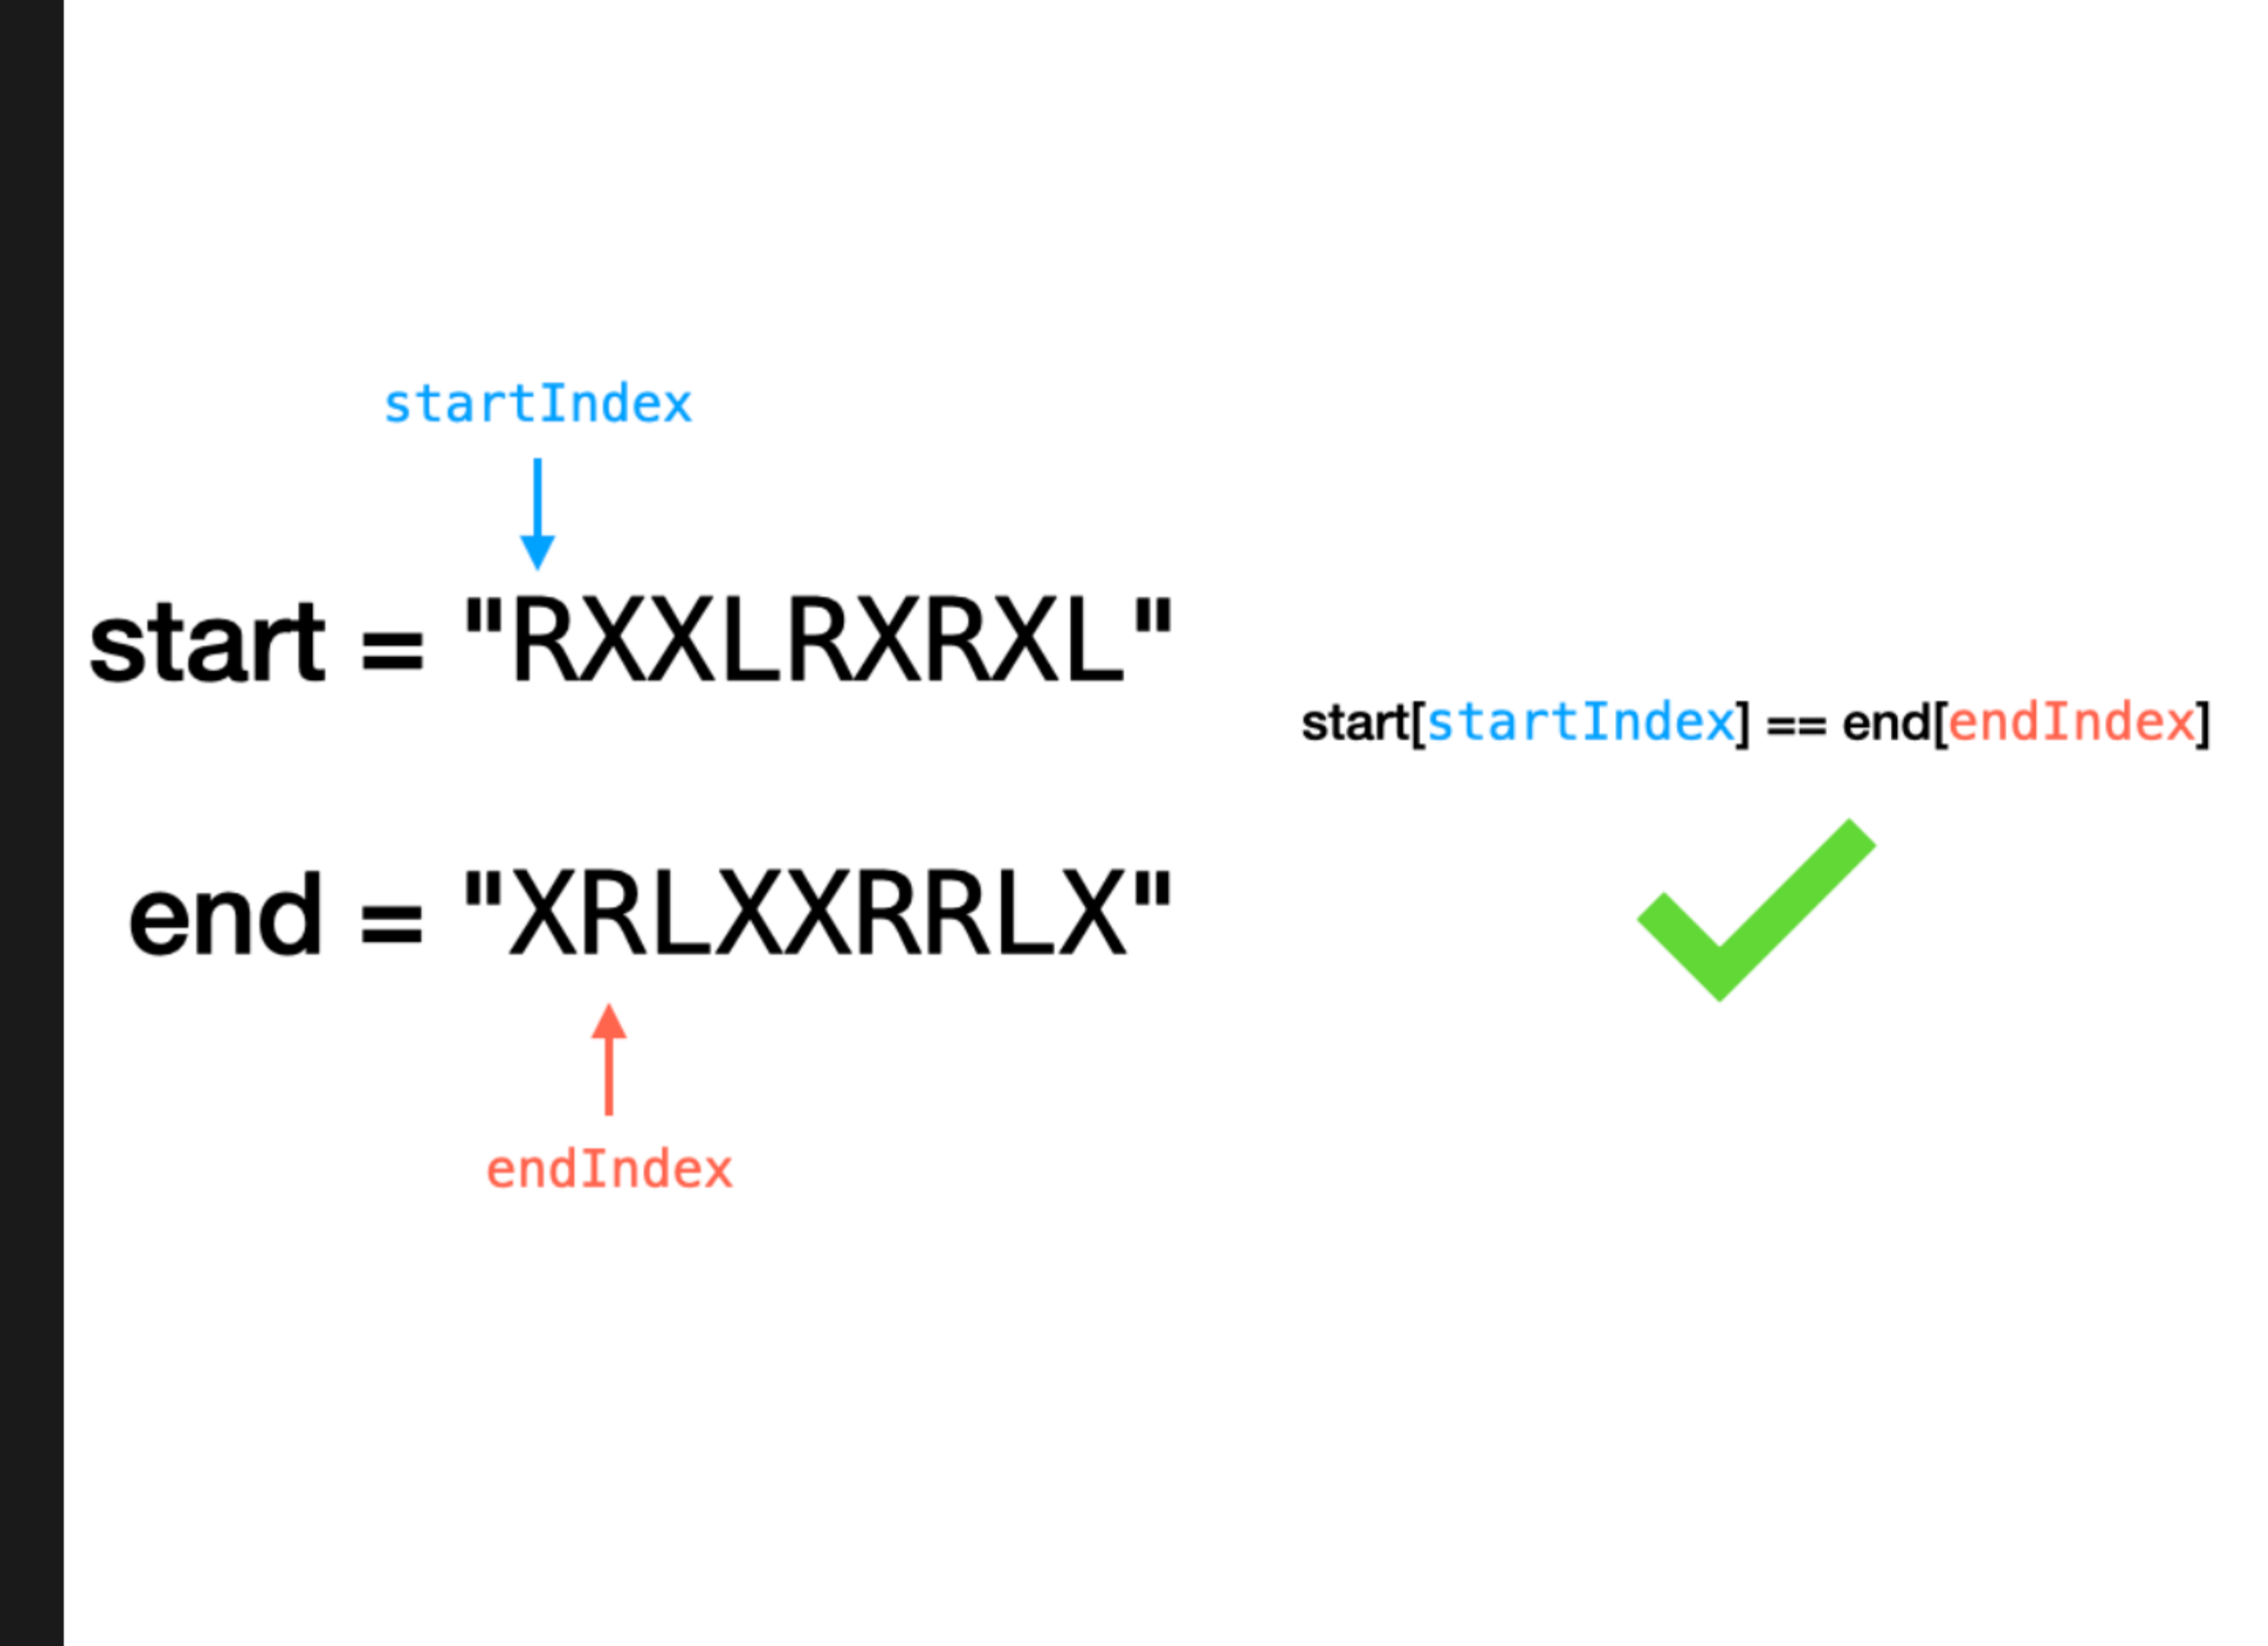 startIndex
start = "RXXLRXRXL"
start[startIndex] == end[endIndex]
end = "XRLXXRRLX"
endIndex